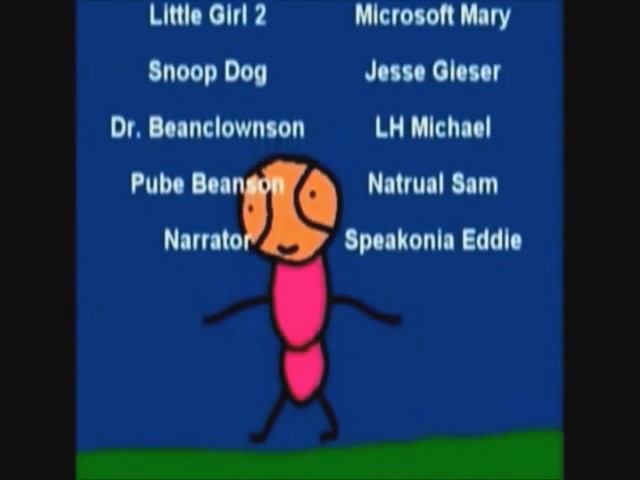 Little Girl 2 Microsoft Mary
Snoop Dog Jesse Gieser
Dr. Beanclownson LH Michael
Pube Beanson Natrual Sam
Narrator Speakonia Eddie